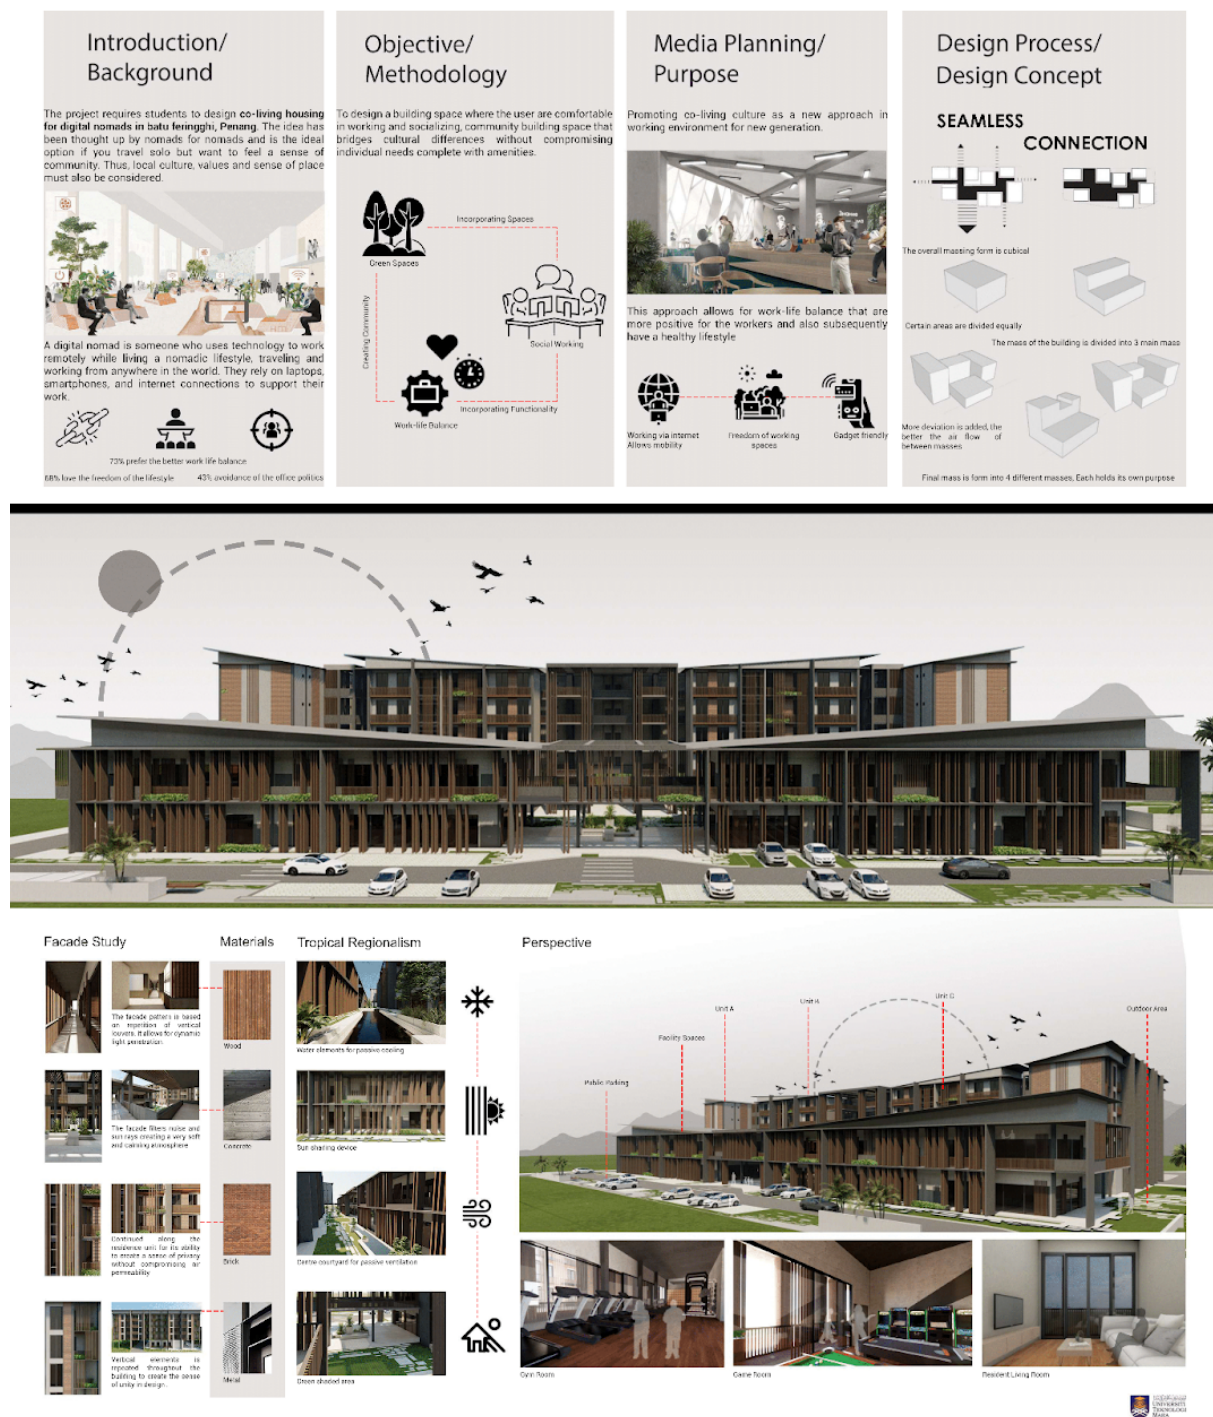 Introduction/
Background
The project requires students to design co-living housing
for digital nomads in batu feringghi, Penang. The idea has
been thought up by nomads for nomads and is the ideal
option if you travel solo but want to feel a sense of
community. Thus, local culture, values and sense of place
must also be considered.
A digital nomad is someone who uses technology to work
remotely while living a nomadic lifestyle, traveling and
working from anywhere in the world. They rely on laptops,
smartphones, and internet connections to support their
work.
73% prefer the better work life balance
68% love the freedom of the lifestyle
43% avoidance of the office politics
Objective/
Methodology
To design a building space where the user are comfortable
in working and socializing, community building space that
bridges cultural differences without compromising
individual needs complete with amenities.
Incorporating Spaces
Green Spaces
Creating Community
Social Working
Incorporating Functionality
Work-life Balance
Media Planning/
Purpose
Promoting co-living culture as a new approach in
working environment for new generation.
This approach allows for work-life balance that are
more positive for the workers and also subsequently
have a healthy lifestyle
Working via internet
Allows mobility
Freedom of working
spaces
Gadget friendly
Design Process/
Design Concept
SEAMLESS
CONNECTION
The overall massing form is cubical
Certain areas are divided equally
The mass of the building is divided into 3 main mass
More deviation is added, the
better the air flow of
between masses
Final mass is form into 4 different masses, Each holds its own purpose
Facade Study
The facade pattern is based
on repetition of vertical
louvers, it allows for dynamic
light penetration
The facade filters noise and
sun rays creating a very soft
and calming atmosphere
Continued along the
residence unit for its ability
to create a sense of privacy
without compromising air
permeability
Vertical elements is
repeated throughout the
building to create the sense
of unity in design.
Materials
Wood
Concrete
Brick
Metal
Tropical Regionalism
Water elements for passive cooling
Sun shading device
Centre courtyard for passive ventilation
Green shaded area
Perspective
Public Parking
Facility Spaces
Unit A
Outdoor Area
Gym Room
Game Room
Resident Living Room
UNIVERSITI
TEKNOLOGI
MARA